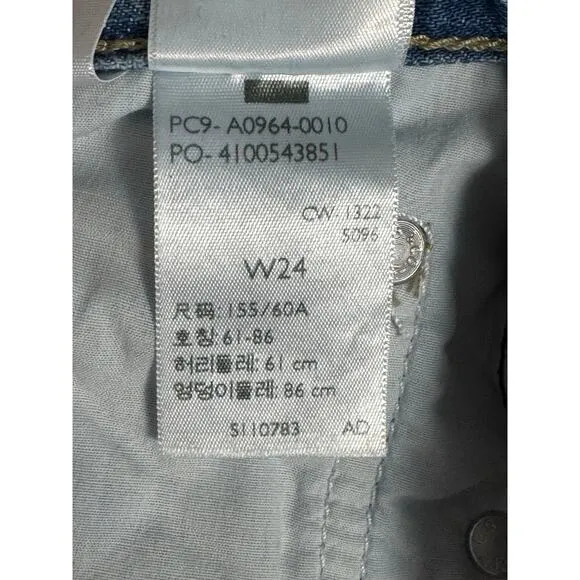 PC9- A0964-0010
PO- 4100543851
CW- 1322
5096
W24
尺码: 155/60A
호칭: 61-86
허리둘레: 61 cm
엉덩이둘레: 86 cm
S110783 AD